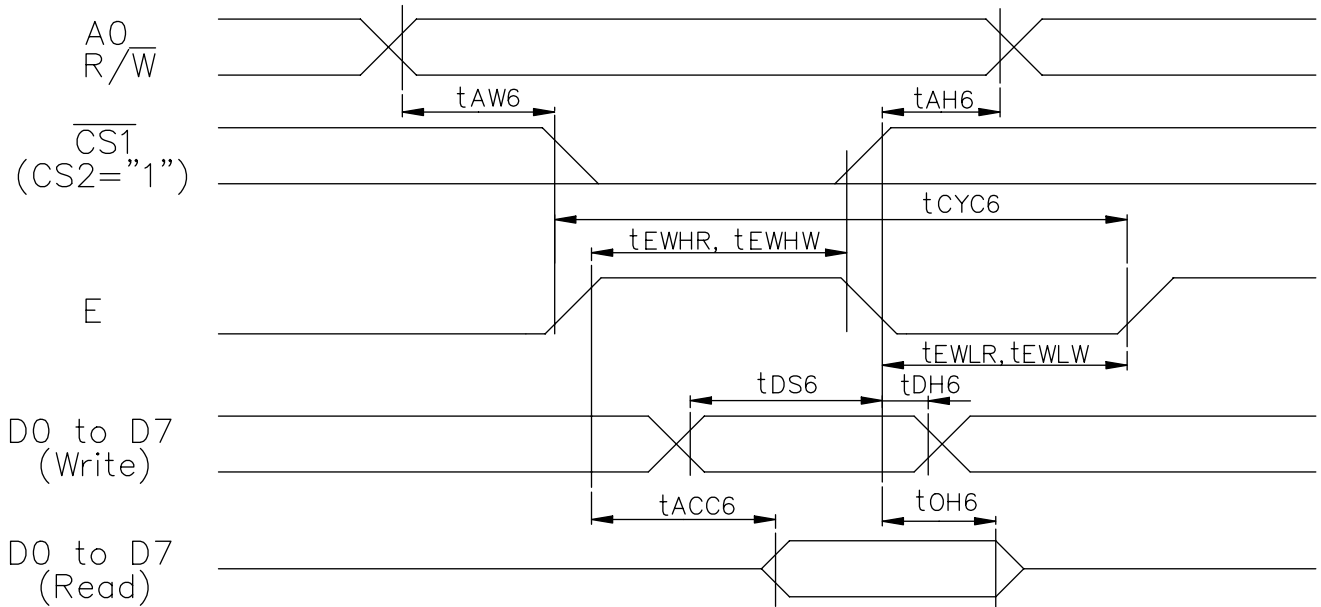 A0
R/W̅
tAW6
tAH6
C̅S̅1̅
(CS2="1")
tCYC6
tEWHR, tEWHW
E
tEWLR,tEWLW
tDS6
tDH6
D0 to D7
(Write)
tACC6
tOH6
D0 to D7
(Read)